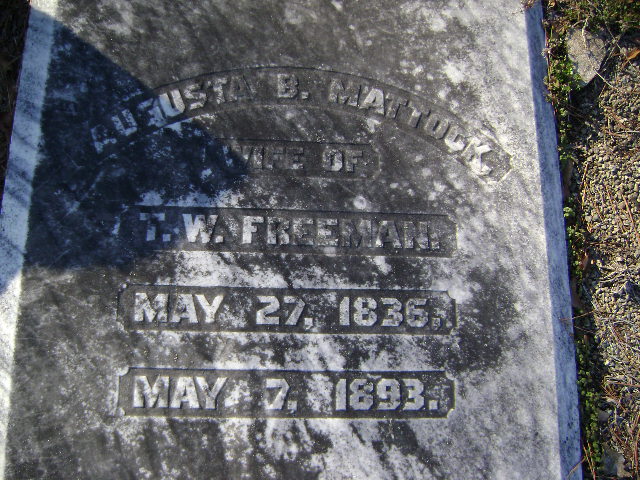 AUGUSTA B. MATTOCK,
WIFE OF
T. W. FREEMAN.
MAY 27, 1836.
MAY 7, 1893.